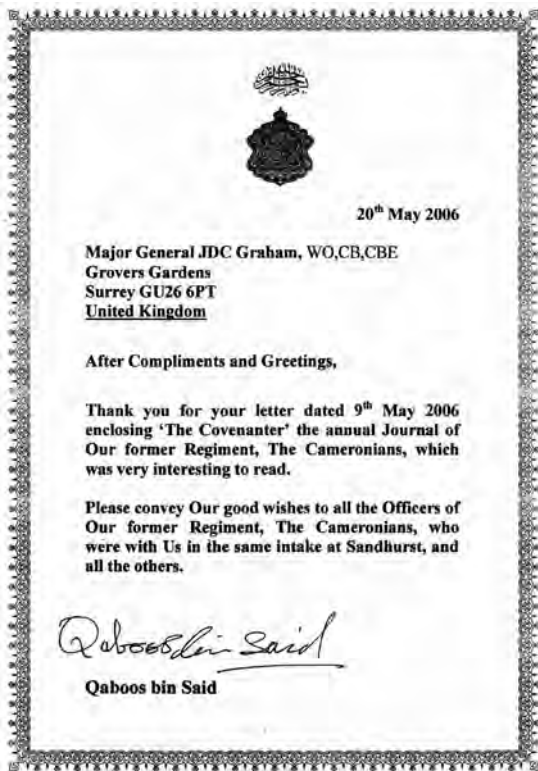 20th May 2006
Major General JDC Graham, WO,CB,CBE
Grovers Gardens
Surrey GU26 6PT
United Kingdom
After Compliments and Greetings,
Thank you for your letter dated 9th May 2006
enclosing ‘The Covenanter’ the annual Journal of
Our former Regiment, The Cameronians, which
was very interesting to read.
Please convey Our good wishes to all the Officers of
Our former Regiment, The Cameronians, who
were with Us in the same intake at Sandhurst, and
all the others.
Qaboos bin Said
Qaboos bin Said